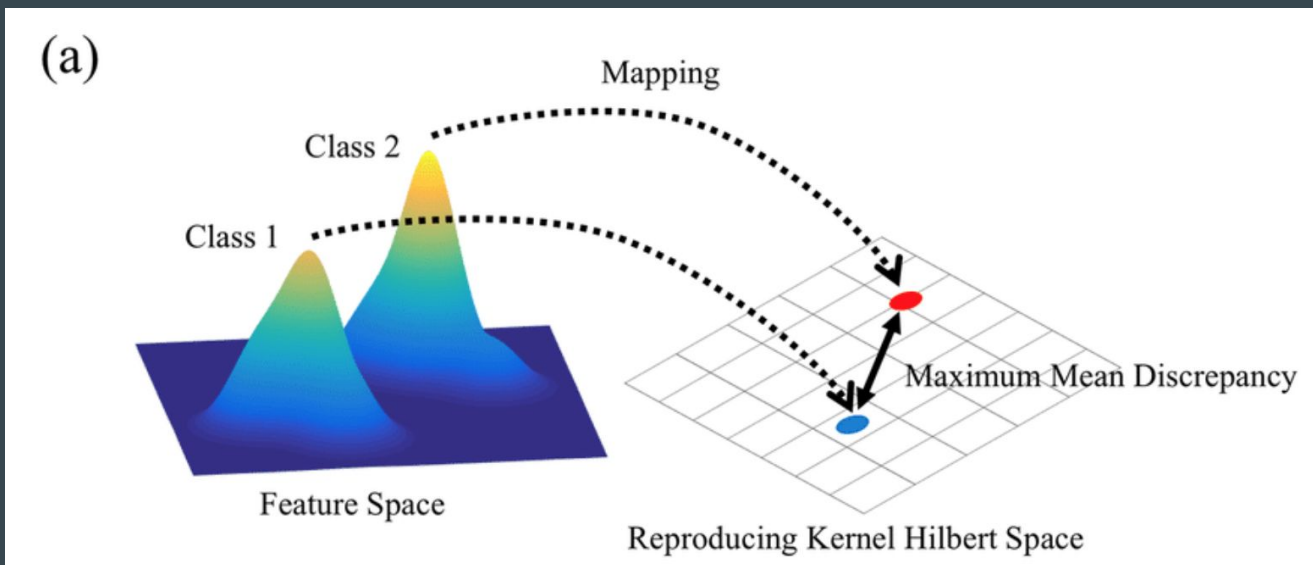 (a)
Mapping
Class 2
Class 1
Maximum Mean Discrepancy
Feature Space
Reproducing Kernel Hilbert Space